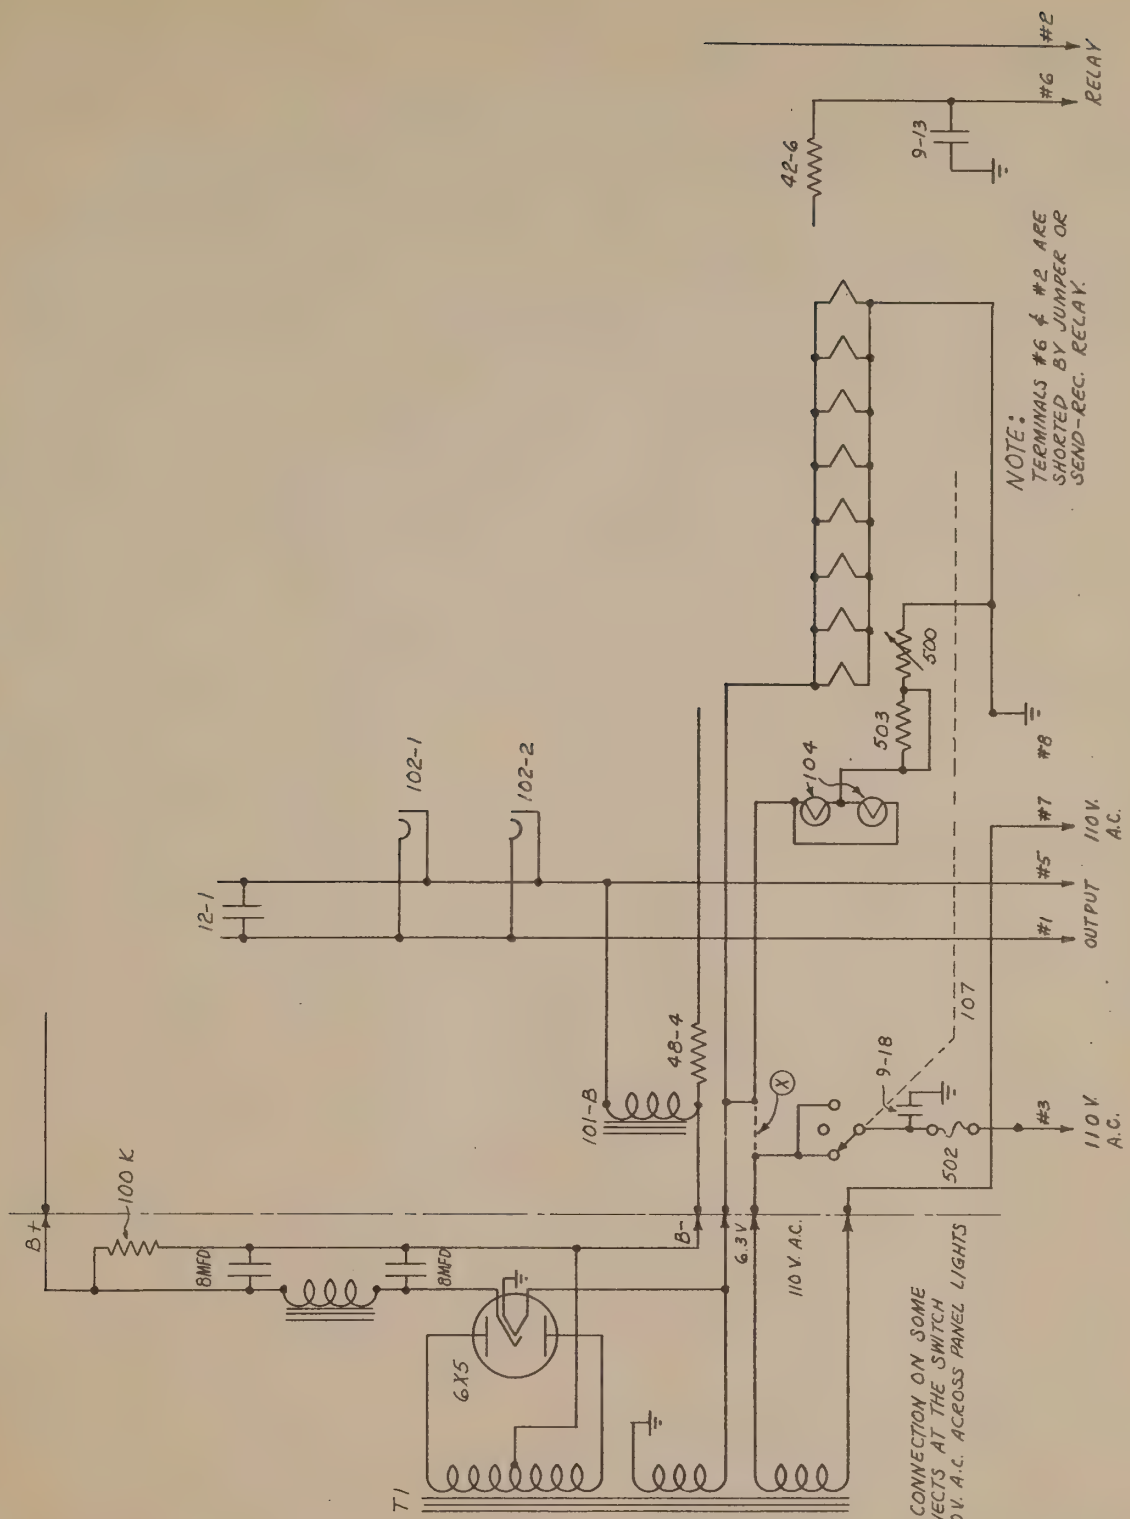 #2
#6
RELAY
9-13
42-6
NOTE:
TERMINALS #6 & #2 ARE
SHORTED BY JUMPER OR
SEND-REC. RELAY.
500
503
104
#8
#7
110 V.
A.C.
#5
#1
OUTPUT
102-1
102-2
12-1
107
9-18
48-4
101-B
X
502
#3
110 V.
A.C.
100 K
B+
8MFD
8MFD
B-
6.3 V
110 V. A.C.
6X5
T1
CONNECTION ON SOME
AT THE SWITCH
V. A.C. ACROSS PANEL LIGHTS